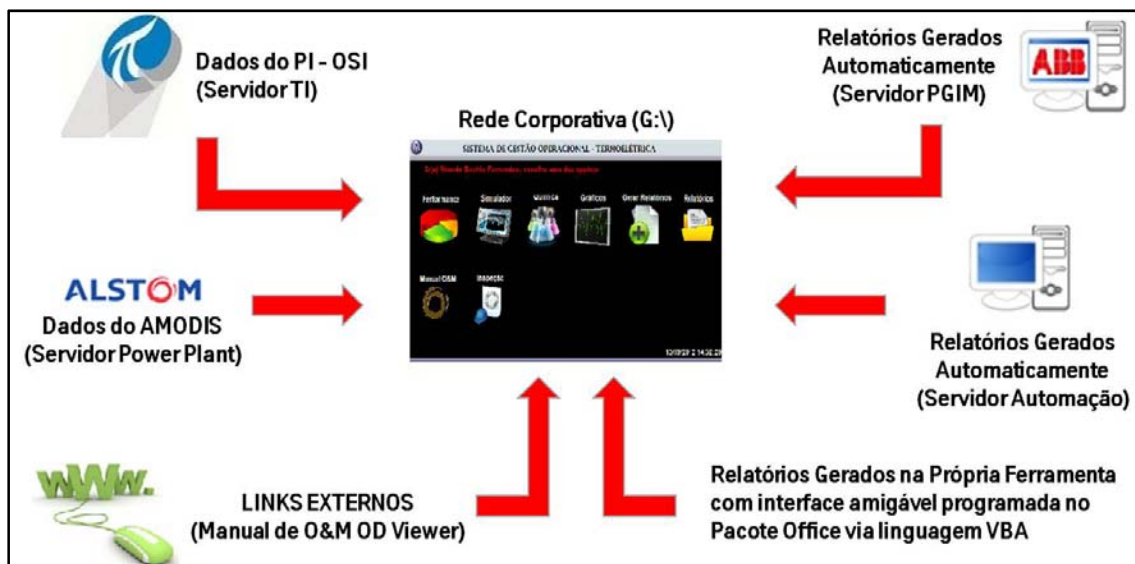 Dados do PI - OSI
(Servidor TI)
Relatórios Gerados
Automaticamente
(Servidor PGIM)
ABB
Rede Corporativa (G:\)
SISTEMA DE GESTÃO OPERACIONAL - TERMOELÉTRICA
Performance
Simulador
Química
Gráficos
Gerar Relatórios
Relatórios
Manual O&M
Inspeção
ALSTOM
Dados do AMODIS
(Servidor Power Plant)
Relatórios Gerados
Automaticamente
(Servidor Automação)
www.
LINKS EXTERNOS
(Manual de O&M OD Viewer)
Relatórios Gerados na Própria Ferramenta
com interface amigável programada no
Pacote Office via linguagem VBA